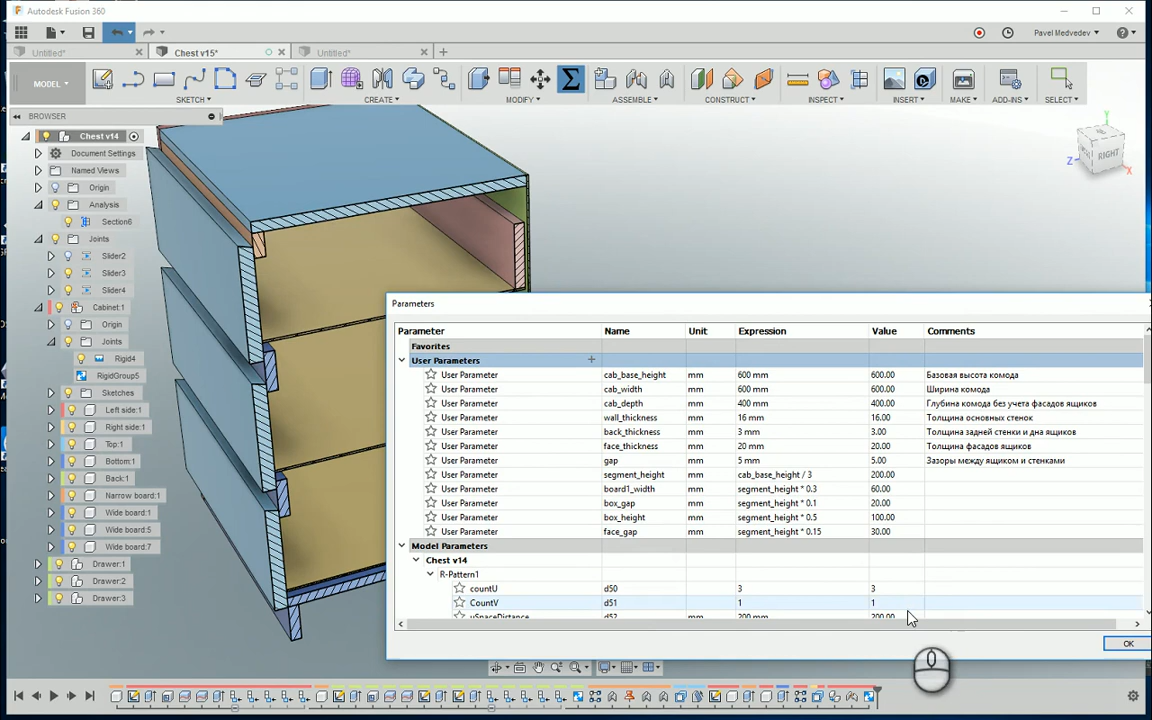 Autodesk Fusion 360
Pavel Medvedev
Untitled*
Chest v15*
Untitled*
MODEL
SKETCH
CREATE
MODIFY
ASSEMBLE
CONSTRUCT
INSPECT
INSERT
MAKE
ADD-INS
SELECT
BROWSER
Chest v14
Document Settings
Named Views
Origin
Analysis
Section6
Joints
Slider2
Slider3
Slider4
Cabinet:1
Origin
Joints
Rigid4
RigidGroup5
Sketches
Left side:1
Right side:1
Top:1
Bottom:1
Back:1
Narrow board:1
Wide board:1
Wide board:5
Wide board:7
Drawer:1
Drawer:2
Drawer:3
Y
Z
X
RIGHT
Parameters
Parameter Name Unit Expression Value Comments
Favorites
User Parameters
User Parameter cab_base_height mm 600 mm 600.00 Базовая высота комода
User Parameter cab_width mm 600 mm 600.00 Ширина комода
User Parameter cab_depth mm 400 mm 400.00 Глубина комода без учета фасадов ящиков
User Parameter wall_thickness mm 16 mm 16.00 Толщина основных стенок
User Parameter back_thickness mm 3 mm 3.00 Толщина задней стенки и дна ящиков
User Parameter face_thickness mm 20 mm 20.00 Толщина фасадов ящиков
User Parameter gap mm 5 mm 5.00 Зазоры между ящиком и стенками
User Parameter segment_height mm cab_base_height / 3 200.00
User Parameter board1_width mm segment_height * 0.3 60.00
User Parameter box_gap mm segment_height * 0.1 20.00
User Parameter box_height mm segment_height * 0.5 100.00
User Parameter face_gap mm segment_height * 0.15 30.00
Model Parameters
Chest v14
R-Pattern1
countU d50 3 3
CountV d51 1 1
uSpaceDistance d52 mm 200 mm 200.00
OK